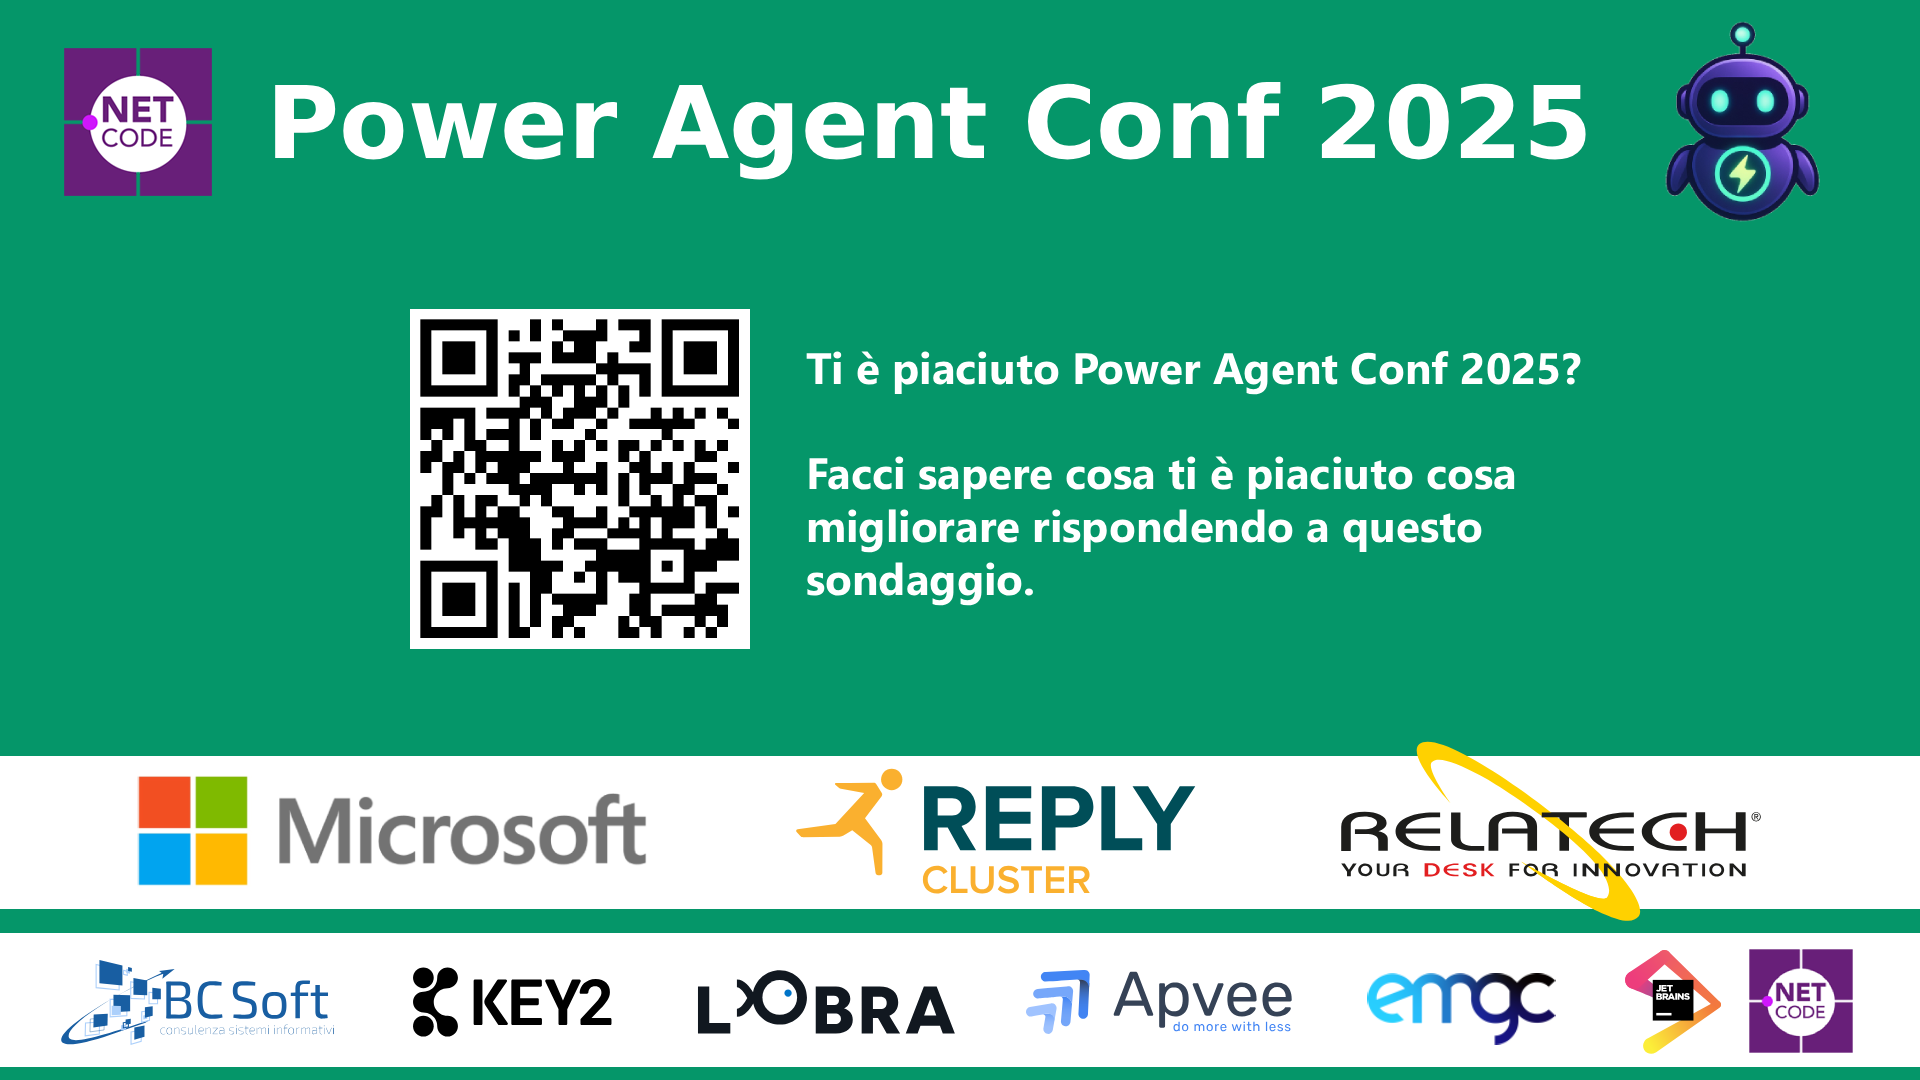 NET
CODE
Power Agent Conf 2025
Ti è piaciuto Power Agent Conf 2025?
Facci sapere cosa ti è piaciuto cosa
migliorare rispondendo a questo
sondaggio.
Microsoft
REPLY
CLUSTER
RELATECH®
YOUR DESK FOR INNOVATION
BC Soft
consulenza sistemi informativi
KEY2
LOBRA
Apvee
do more with less
emgc
JET
BRAINS
NET
CODE